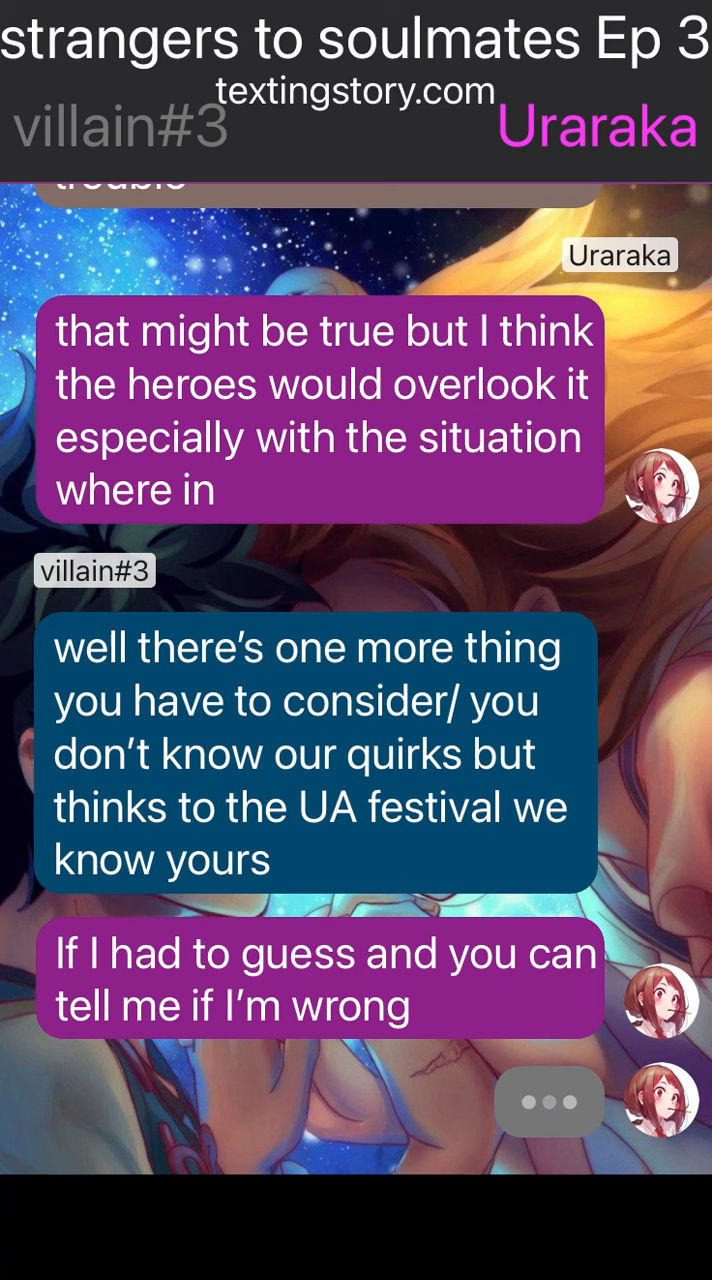 strangers to soulmates Ep 3
textingstory.com
villain#3 Uraraka
trouble
Uraraka
that might be true but I think
the heroes would overlook it
especially with the situation
where in
villain#3
well there’s one more thing
you have to consider/ you
don’t know our quirks but
thinks to the UA festival we
know yours
If I had to guess and you can
tell me if I’m wrong